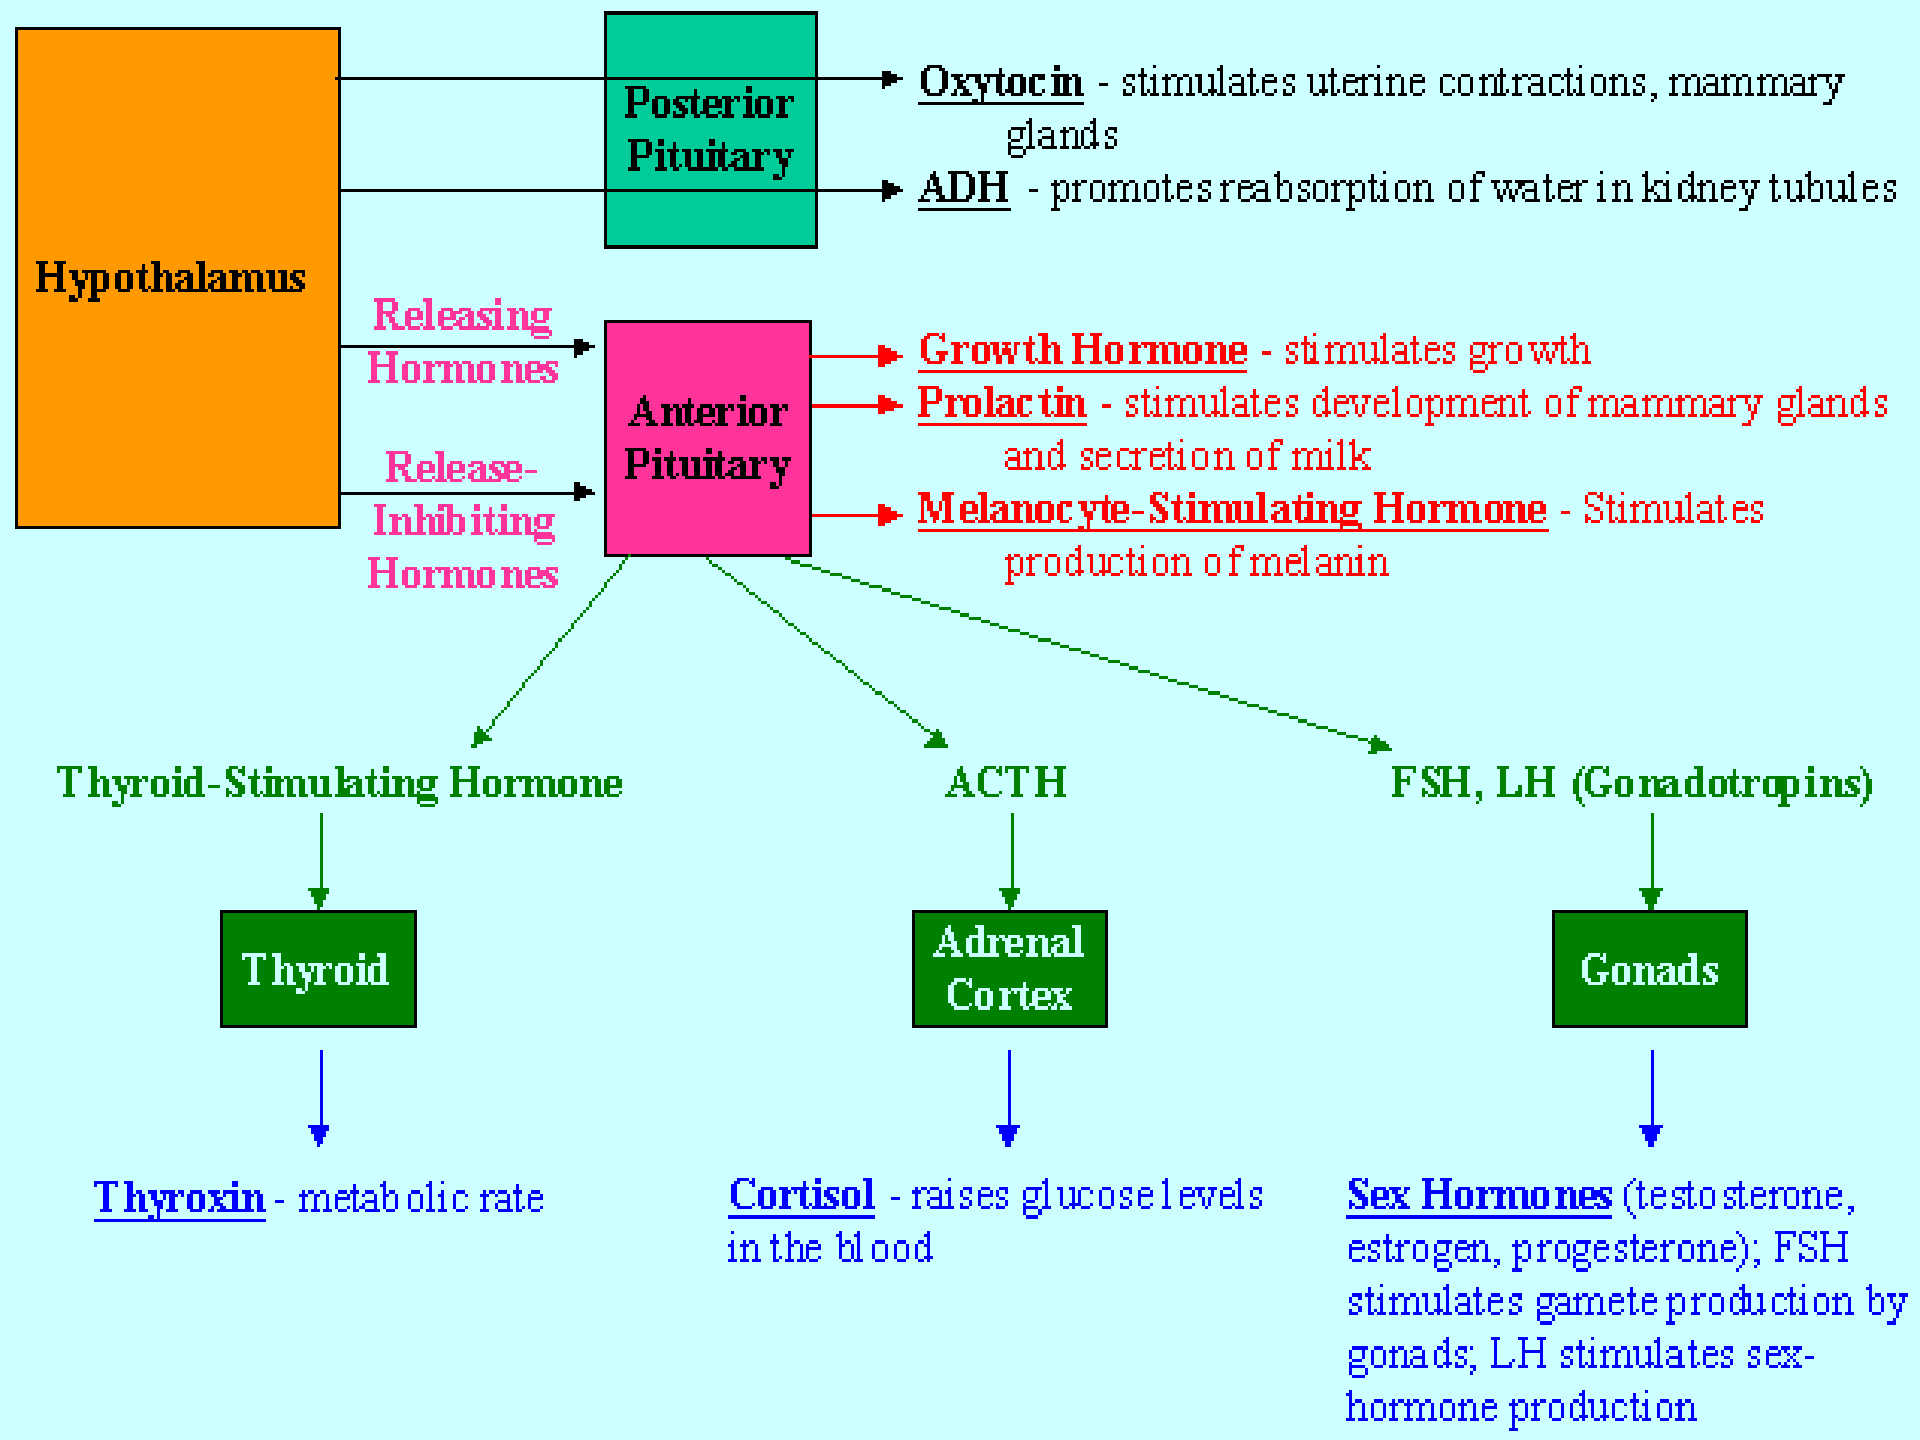 Posterior
Pituitary
Oxytocin - stimulates uterine contractions, mammary
glands
ADH - promotes reabsorption of water in kidney tubules
Hypothalamus
Releasing
Hormones
Release-
Inhibiting
Hormones
Anterior
Pituitary
Growth Hormone - stimulates growth
Prolactin - stimulates development of mammary glands
and secretion of milk
Melanocyte-Stimulating Hormone - Stimulates
production of melanin
Thyroid-Stimulating Hormone
ACTH
FSH, LH (Gonadotropins)
Thyroid
Adrenal
Cortex
Gonads
Thyroxin - metabolic rate
Cortisol - raises glucose levels
in the blood
Sex Hormones (testosterone,
estrogen, progesterone); FSH
stimulates gamete production by
gonads; LH stimulates sex-
hormone production